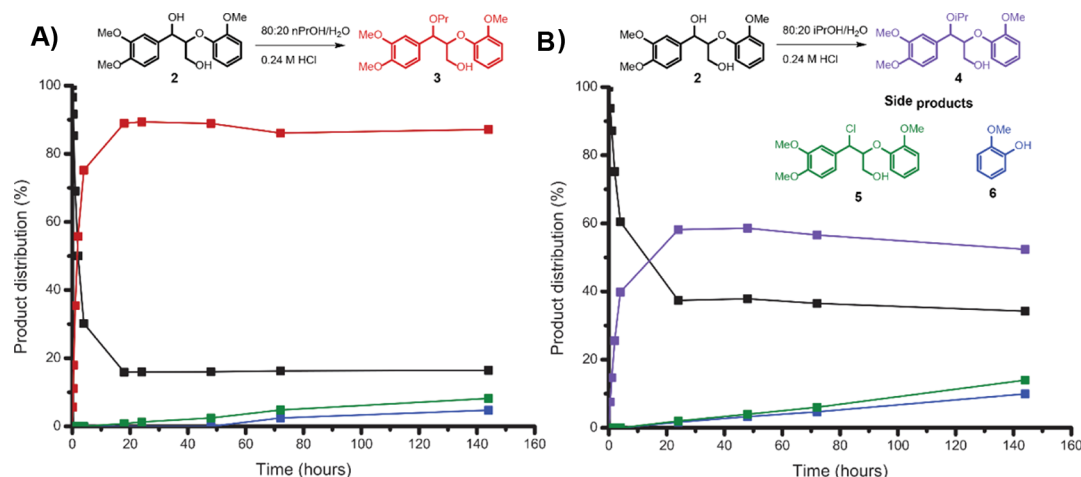 A)
OH
OMe
MeO
O
MeO
OH
2
80:20 nPrOH/H₂O
0.24 M HCl
OPr
OMe
MeO
O
MeO
OH
3
Product distribution (%)
100
80
60
40
20
0
0 20 40 60 80 100 120 140 160
Time (hours)
B)
OH
OMe
MeO
O
MeO
OH
2
80:20 iPrOH/H₂O
0.24 M HCl
OiPr
OMe
MeO
O
MeO
OH
4
Side products
Cl
OMe
MeO
O
MeO
OH
5
OMe
OH
6
Product distribution (%)
100
80
60
40
20
0
0 20 40 60 80 100 120 140 160
Time (hours)